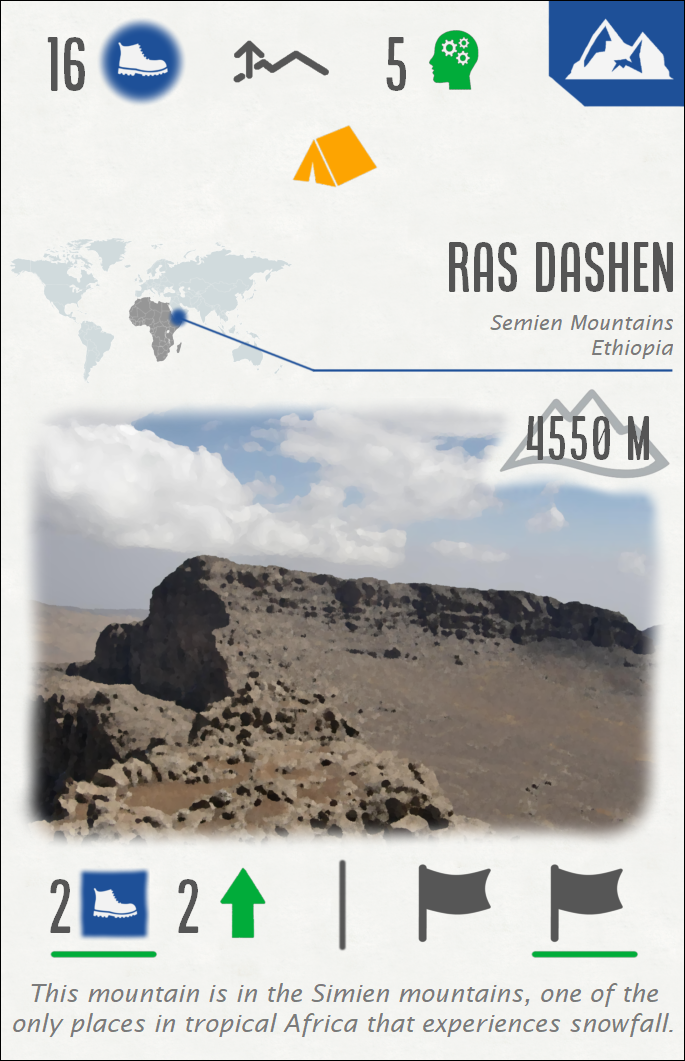 16
5
RAS DASHEN
Semien Mountains
Ethiopia
4550 M
2 2
This mountain is in the Simien mountains, one of the
only places in tropical Africa that experiences snowfall.